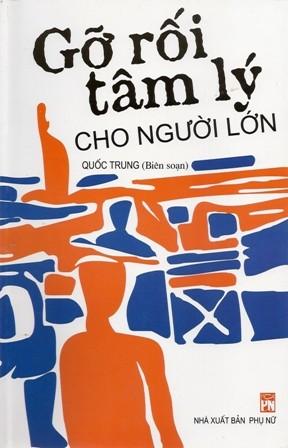 Gỡ rối
tâm lý
CHO NGƯỜI LỚN
QUỐC TRUNG (Biên soạn)
PN
NHÀ XUẤT BẢN PHỤ NỮ